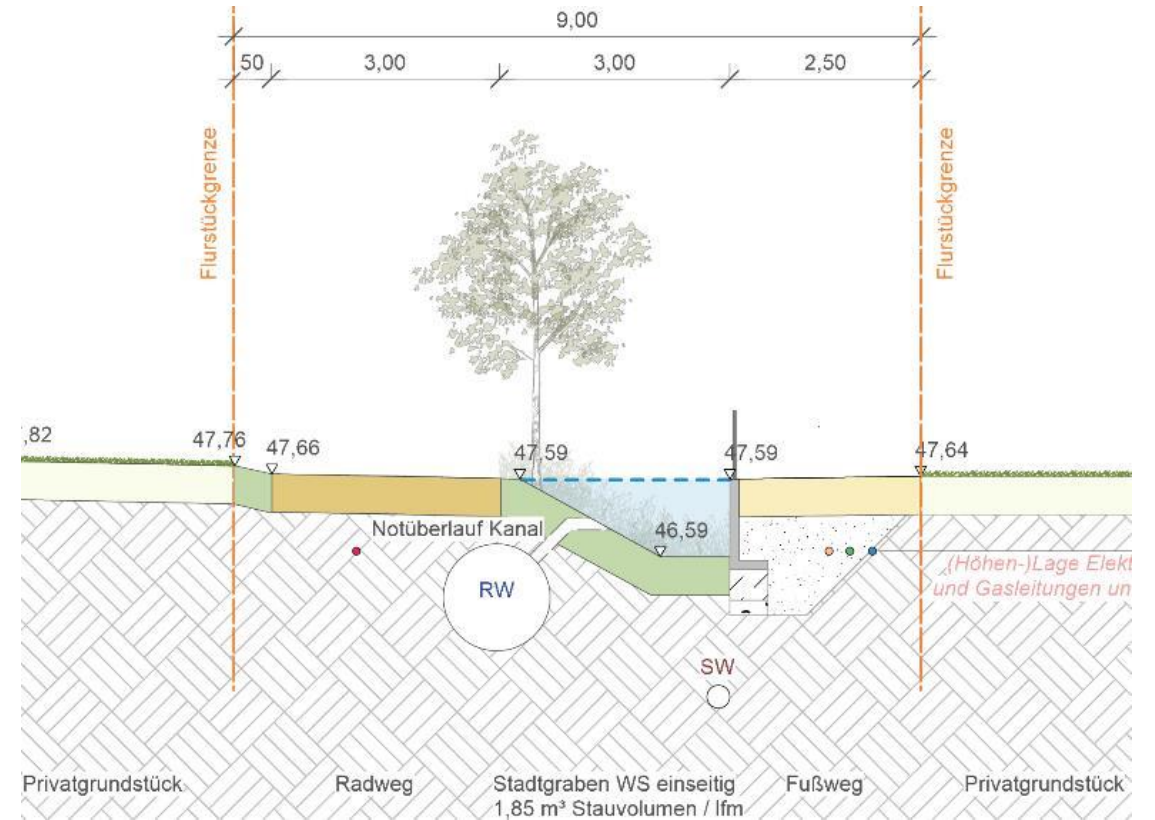 9,00
50 3,00 3,00 2,50
Flurstückgrenze
Flurstückgrenze
,82 47,76 47,66 47,59 47,59 47,64
Notüberlauf Kanal 46,59
(Höhen-)Lage Elekt
und Gasleitungen un
RW
SW
Privatgrundstück Radweg Stadtgraben WS einseitig Fußweg Privatgrundstück
1,85 m³ Stauvolumen / lfm